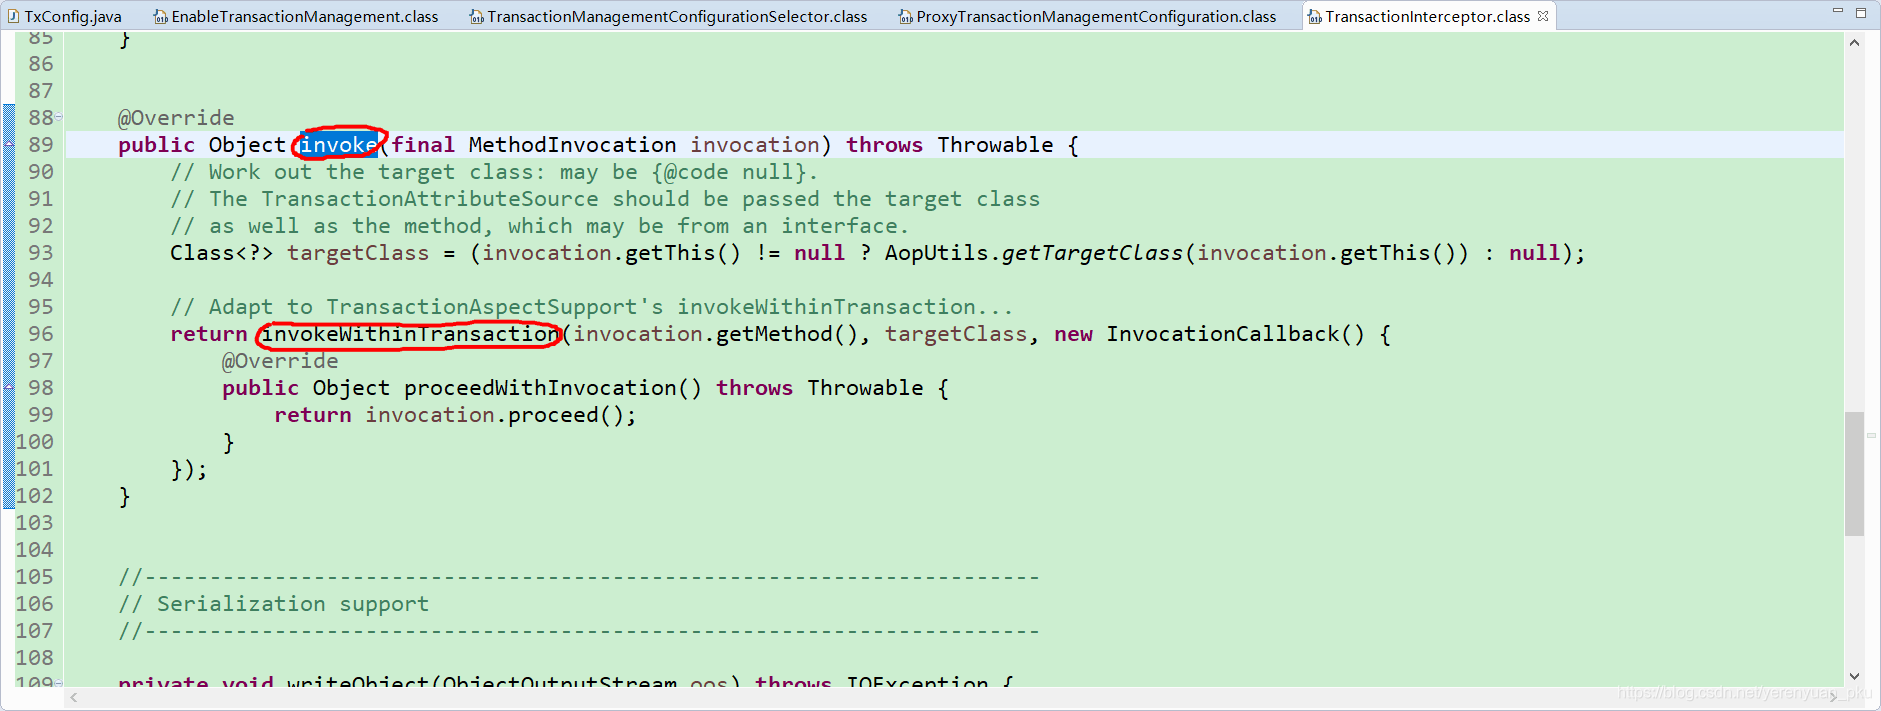 TxConfig.java EnableTransactionManagement.class TransactionManagementConfigurationSelector.class ProxyTransactionManagementConfiguration.class TransactionInterceptor.class
85 }
86
87
88 @Override
89 public Object invoke(final MethodInvocation invocation) throws Throwable {
90 // Work out the target class: may be {@code null}.
91 // The TransactionAttributeSource should be passed the target class
92 // as well as the method, which may be from an interface.
93 Class<?> targetClass = (invocation.getThis() != null ? AopUtils.getTargetClass(invocation.getThis()) : null);
94
95 // Adapt to TransactionAspectSupport's invokeWithinTransaction...
96 return invokeWithinTransaction(invocation.getMethod(), targetClass, new InvocationCallback() {
97 @Override
98 public Object proceedWithInvocation() throws Throwable {
99 return invocation.proceed();
100 }
101 });
102 }
103
104
105 //---------------------------------------------------------------------
106 // Serialization support
107 //---------------------------------------------------------------------
108
109 private void writeObject(ObjectOutputStream oos) throws IOException {
https://blog.csdn.net/yerenyuan_pku